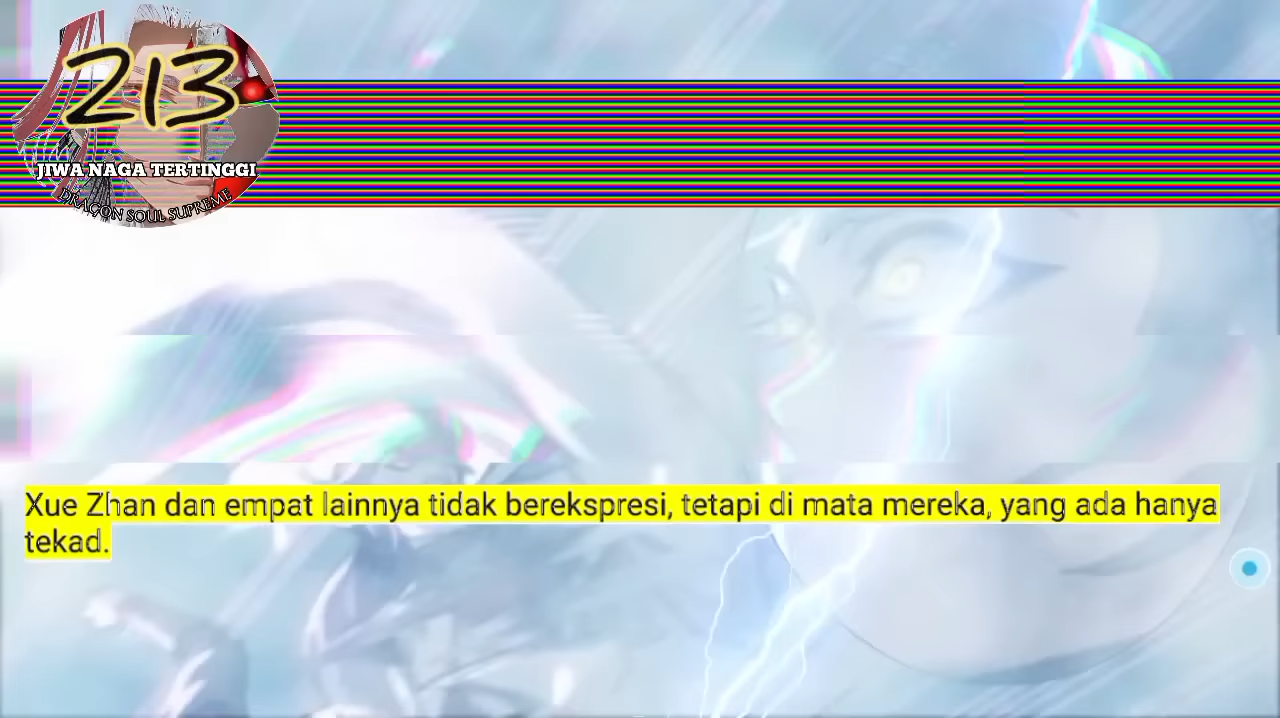 213
JIWA NAGA TERTINGGI
DRAGON SOUL SUPREME
Xue Zhan dan empat lainnya tidak berekspresi, tetapi di mata mereka, yang ada hanya
tekad.